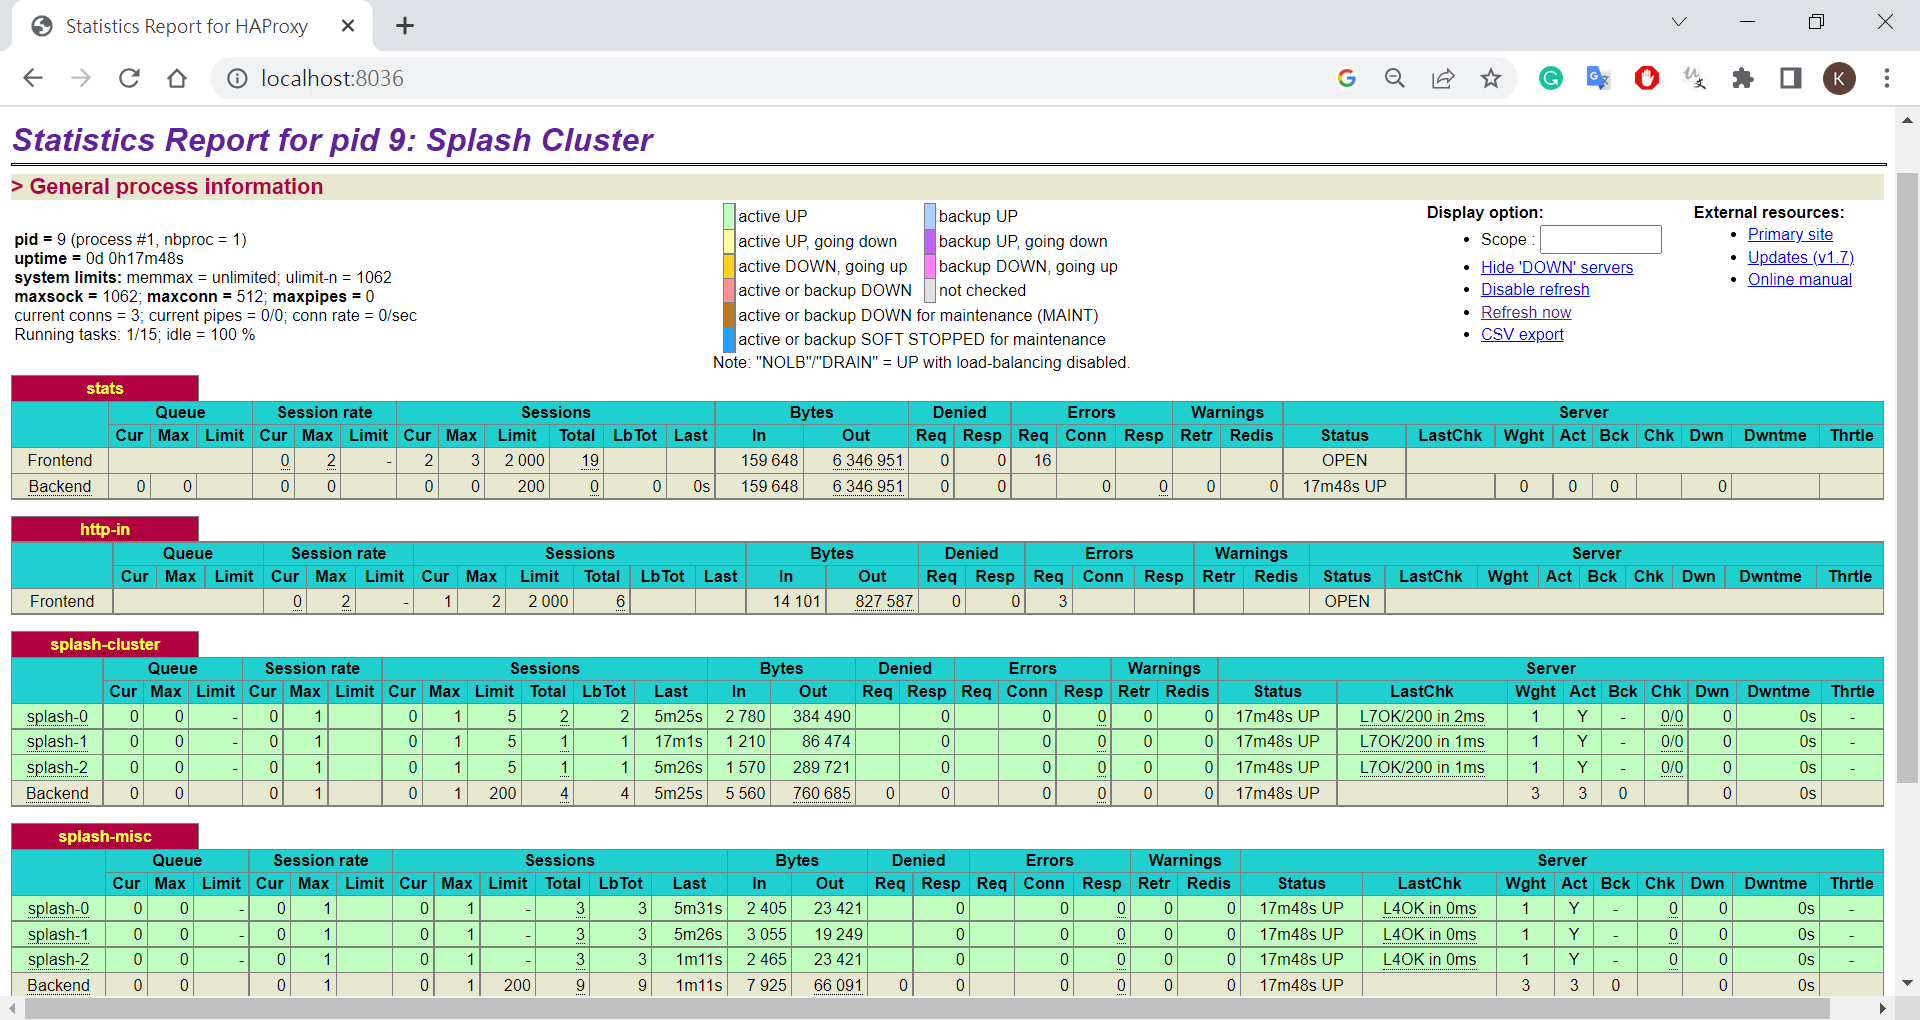 Statistics Report for HAProxy
localhost:8036
K
Statistics Report for pid 9: Splash Cluster
> General process information
pid = 9 (process #1, nbproc = 1)
uptime = 0d 0h17m48s
system limits: memmax = unlimited; ulimit-n = 1062
maxsock = 1062; maxconn = 512; maxpipes = 0
current conns = 3; current pipes = 0/0; conn rate = 0/sec
Running tasks: 1/15; idle = 100 %
active UP backup UP
active UP, going down backup UP, going down
active DOWN, going up backup DOWN, going up
active or backup DOWN not checked
active or backup DOWN for maintenance (MAINT)
active or backup SOFT STOPPED for maintenance
Note: "NOLB"/"DRAIN" = UP with load-balancing disabled.
Display option:
• Scope :
• Hide 'DOWN' servers
• Disable refresh
• Refresh now
• CSV export
External resources:
• Primary site
• Updates (v1.7)
• Online manual
stats
Queue Session rate Sessions Bytes Denied Errors Warnings Server
Cur Max Limit Cur Max Limit Cur Max Limit Total LbTot Last In Out Req Resp Req Conn Resp Retr Redis Status LastChk Wght Act Bck Chk Dwn Dwntme Thrtle
Frontend 0 2 - 2 3 2 000 19 159 648 6 346 951 0 0 16 OPEN
Backend 0 0 0 0 0 0 200 0 0 0s 159 648 6 346 951 0 0 0 0 0 0 17m48s UP 0 0 0 0
http-in
Queue Session rate Sessions Bytes Denied Errors Warnings Server
Cur Max Limit Cur Max Limit Cur Max Limit Total LbTot Last In Out Req Resp Req Conn Resp Retr Redis Status LastChk Wght Act Bck Chk Dwn Dwntme Thrtle
Frontend 0 2 - 1 2 2 000 6 14 101 827 587 0 0 3 OPEN
splash-cluster
Queue Session rate Sessions Bytes Denied Errors Warnings Server
Cur Max Limit Cur Max Limit Cur Max Limit Total LbTot Last In Out Req Resp Req Conn Resp Retr Redis Status LastChk Wght Act Bck Chk Dwn Dwntme Thrtle
splash-0 0 0 - 0 1 0 1 5 2 2 5m25s 2 780 384 490 0 0 0 0 0 17m48s UP L7OK/200 in 2ms 1 Y - 0/0 0 0s -
splash-1 0 0 - 0 1 0 1 5 1 1 17m1s 1 210 86 474 0 0 0 0 0 17m48s UP L7OK/200 in 1ms 1 Y - 0/0 0 0s -
splash-2 0 0 - 0 1 0 1 5 1 1 5m26s 1 570 289 721 0 0 0 0 0 17m48s UP L7OK/200 in 1ms 1 Y - 0/0 0 0s -
Backend 0 0 0 1 0 1 200 4 4 5m25s 5 560 760 685 0 0 0 0 0 0 17m48s UP 3 3 0 0 0s
splash-misc
Queue Session rate Sessions Bytes Denied Errors Warnings Server
Cur Max Limit Cur Max Limit Cur Max Limit Total LbTot Last In Out Req Resp Req Conn Resp Retr Redis Status LastChk Wght Act Bck Chk Dwn Dwntme Thrtle
splash-0 0 0 - 0 1 0 1 - 3 3 5m31s 2 405 23 421 0 0 0 0 0 17m48s UP L4OK in 0ms 1 Y - 0 0 0s -
splash-1 0 0 - 0 1 0 1 - 3 3 5m26s 3 055 19 249 0 0 0 0 0 17m48s UP L4OK in 0ms 1 Y - 0 0 0s -
splash-2 0 0 - 0 1 0 1 - 3 3 1m11s 2 465 23 421 0 0 0 0 0 17m48s UP L4OK in 0ms 1 Y - 0 0 0s -
Backend 0 0 0 1 0 1 200 9 9 1m11s 7 925 66 091 0 0 0 0 0 0 17m48s UP 3 3 0 0 0s